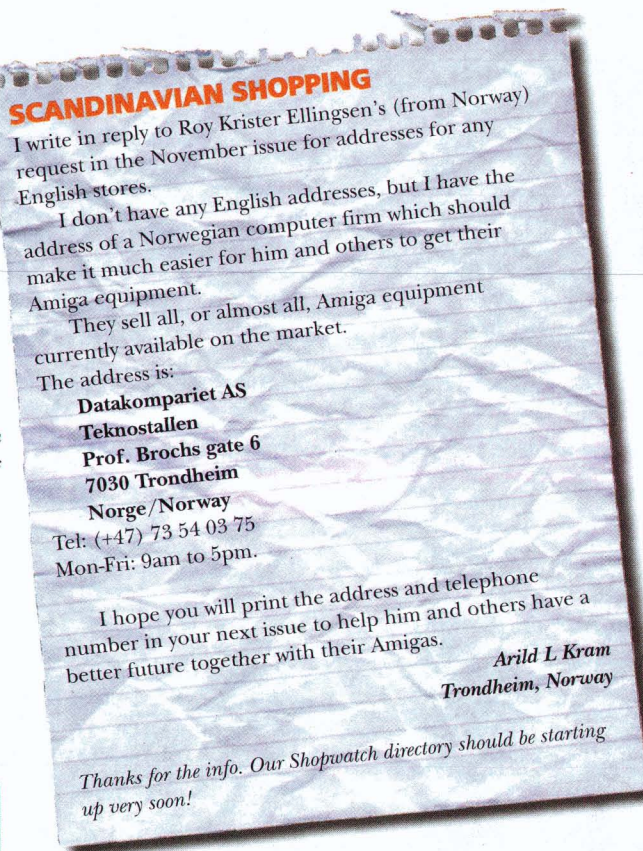 SCANDINAVIAN SHOPPING
I write in reply to Roy Krister Ellingsen's (from Norway)
request in the November issue for addresses for any
English stores.
I don't have any English addresses, but I have the
address of a Norwegian computer firm which should
make it much easier for him and others to get their
Amiga equipment.
They sell all, or almost all, Amiga equipment
currently available on the market.
The address is:
Datakompariet AS
Teknostallen
Prof. Brochs gate 6
7030 Trondheim
Norge/Norway
Tel: (+47) 73 54 03 75
Mon-Fri: 9am to 5pm.
I hope you will print the address and telephone
number in your next issue to help him and others have a
better future together with their Amigas.
Arild L Kram
Trondheim, Norway
Thanks for the info. Our Shopwatch directory should be starting
up very soon!